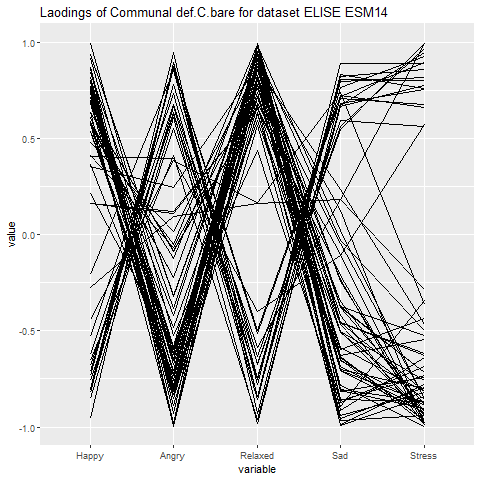 Laodings of Communal def.C.bare for dataset ELISE ESM14
1.0
0.5
0.0
-0.5
-1.0
value
Happy Angry Relaxed Sad Stress
variable